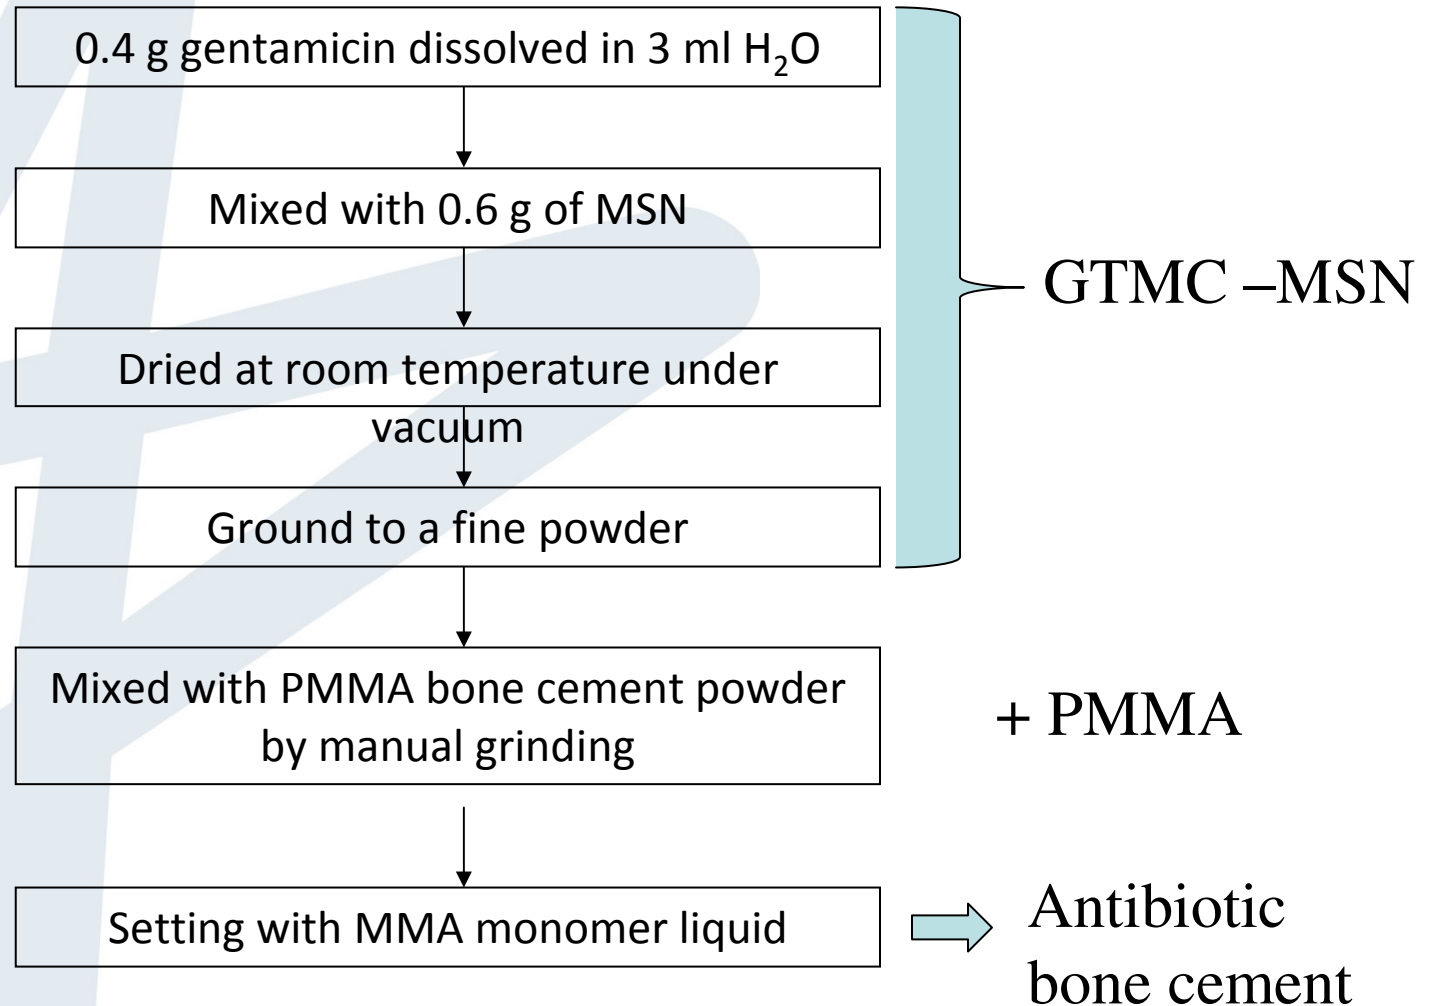 0.4 g gentamicin dissolved in 3 ml H₂O
Mixed with 0.6 g of MSN
Dried at room temperature under
vacuum
Ground to a fine powder
GTMC –MSN
Mixed with PMMA bone cement powder
by manual grinding
+ PMMA
Setting with MMA monomer liquid
Antibiotic
bone cement